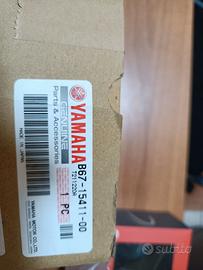 GENUINE
YAMAHA
Parts & Accessories
B67-15411-00
1 PC
MADE IN JAPAN
YAMAHA MOTOR CO., LTD.
subito